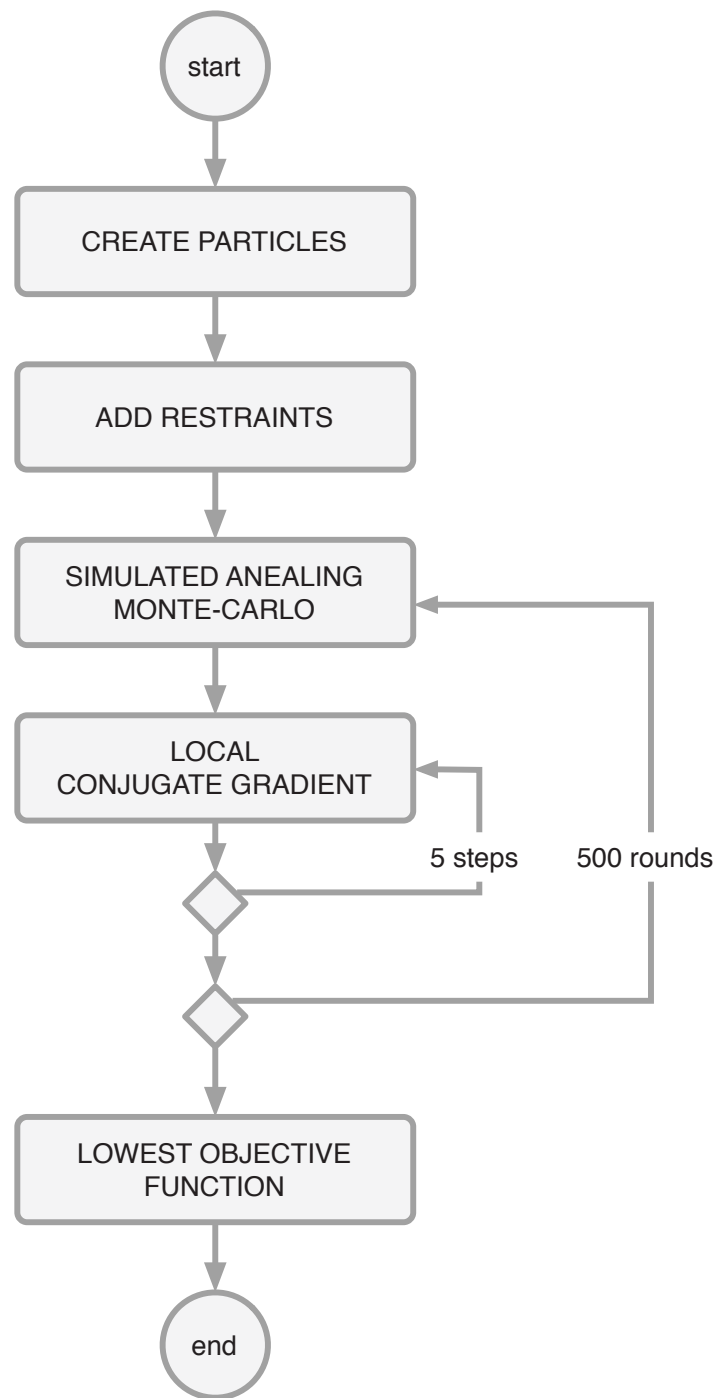 start
CREATE PARTICLES
ADD RESTRAINTS
SIMULATED ANEALING
MONTE-CARLO
LOCAL
CONJUGATE GRADIENT
5 steps
500 rounds
LOWEST OBJECTIVE
FUNCTION
end